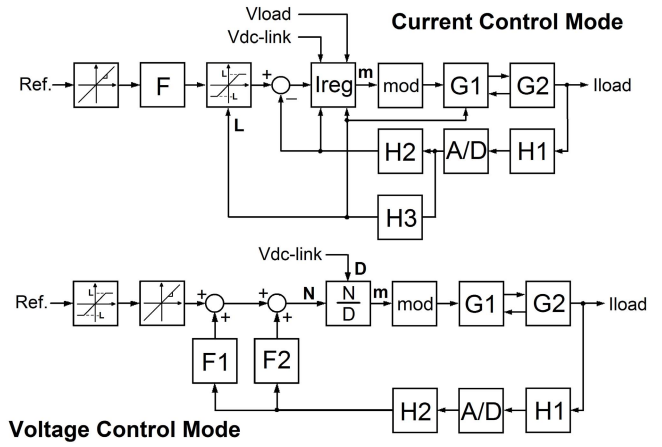 Current Control Mode
Vload
Vdc-link
Ref.
F
L
-L
+
−
Ireg
m
mod
G1
G2
Iload
L
H2
A/D
H1
H3
Vdc-link
D
Ref.
L
-L
+
+
+
+
N
N
D
m
mod
G1
G2
Iload
F1
F2
H2
A/D
H1
Voltage Control Mode